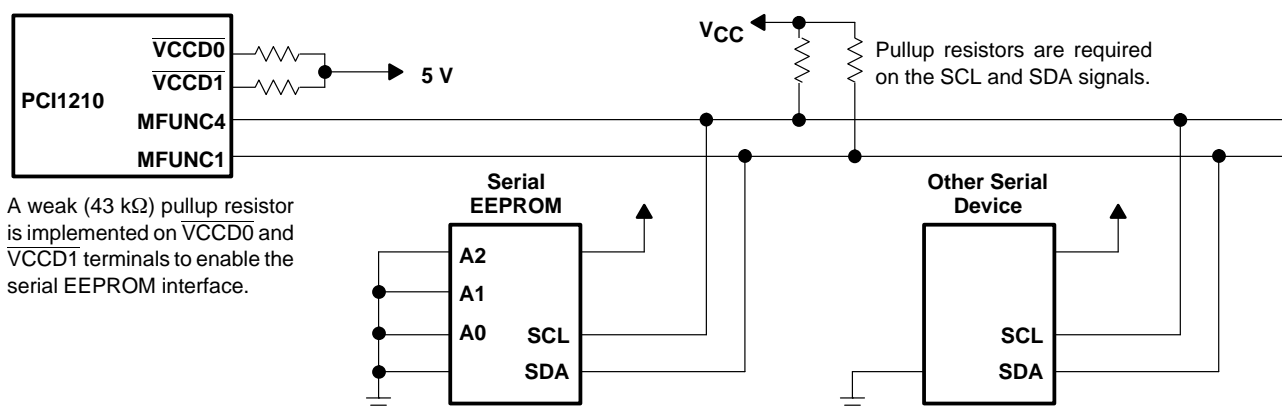 PCI1210
VCCD0
VCCD1
MFUNC4
MFUNC1
5 V
VCC
Pullup resistors are required
on the SCL and SDA signals.
A weak (43 kΩ) pullup resistor
is implemented on VCCD0 and
VCCD1 terminals to enable the
serial EEPROM interface.
Serial
EEPROM
A2
A1
A0
SCL
SDA
Other Serial
Device
SCL
SDA